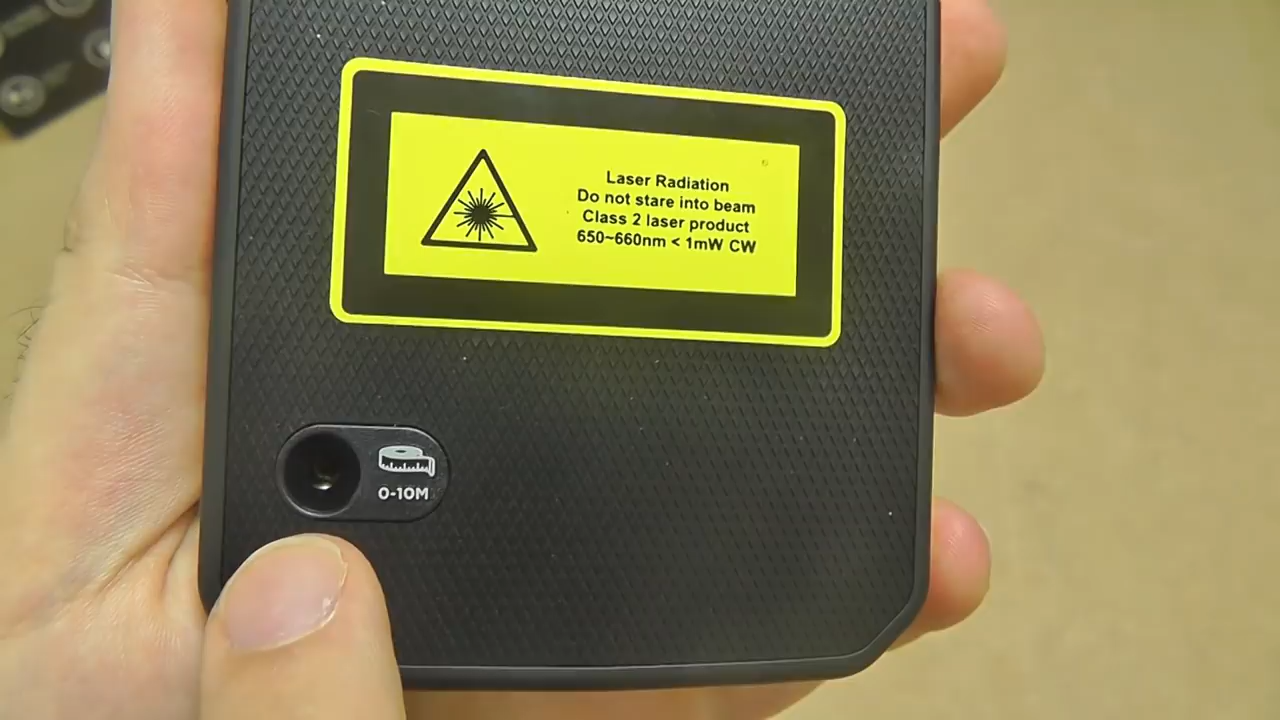 Laser Radiation
Do not stare into beam
Class 2 laser product
650~660nm < 1mW CW
0-10M